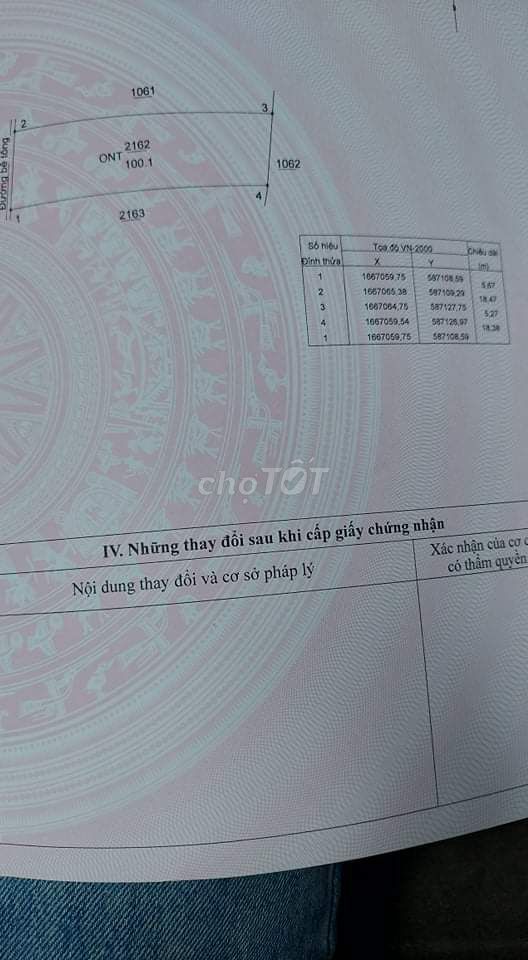 1061
2
3
Đường bê tông
ONT 2162
100.1
1062
1
4
2163
Số hiệu Đỉnh thửa Tọa độ VN-2000 Chiều dài (m)
X Y
1 1667059,75 587108,59
5,67
2 1667065,38 587109,29
18,47
3 1667064,75 587127,75
5,27
4 1667059,54 587126,97
18,38
1 1667059,75 587108,59
chợTỐT
IV. Những thay đổi sau khi cấp giấy chứng nhận
Nội dung thay đổi và cơ sở pháp lý
Xác nhận của cơ
có thẩm quyền